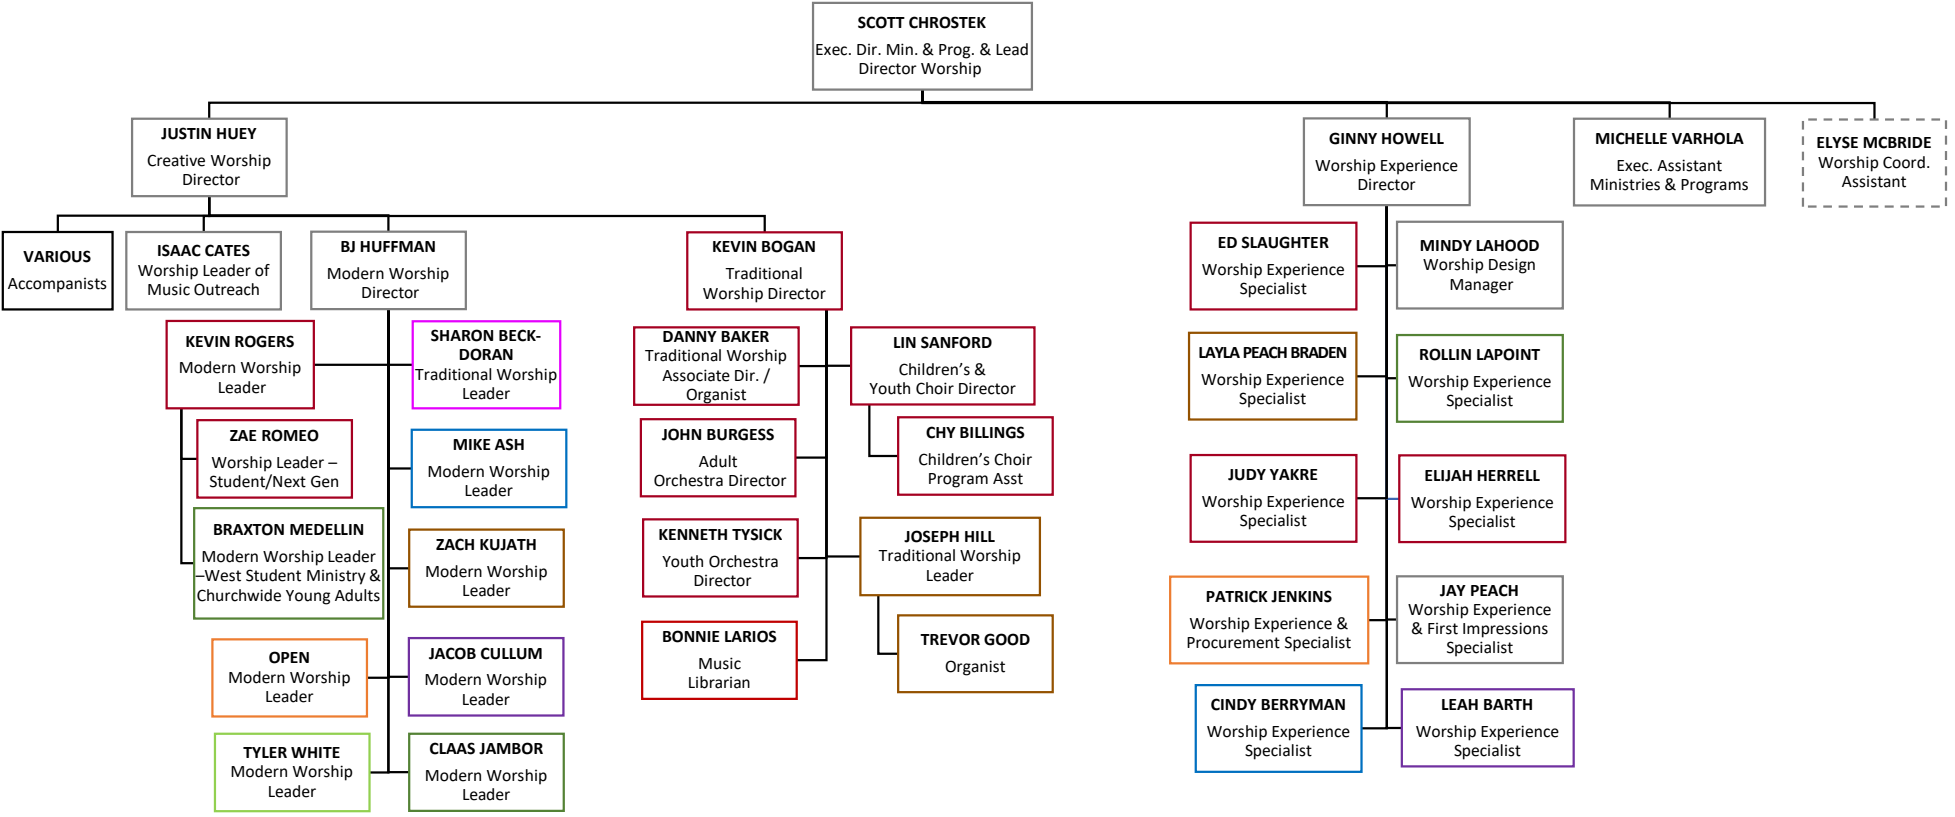 SCOTT CHROSTEK
Exec. Dir. Min. & Prog. & Lead
Director Worship
JUSTIN HUEY
Creative Worship
Director
GINNY HOWELL
Worship Experience
Director
MICHELLE VARHOLA
Exec. Assistant
Ministries & Programs
ELYSE MCBRIDE
Worship Coord.
Assistant
VARIOUS
Accompanists
ISAAC CATES
Worship Leader of
Music Outreach
BJ HUFFMAN
Modern Worship
Director
KEVIN BOGAN
Traditional
Worship Director
KEVIN ROGERS
Modern Worship
Leader
SHARON BECK-
DORAN
Traditional Worship
Leader
ZAE ROMEO
Worship Leader –
Student/Next Gen
MIKE ASH
Modern Worship
Leader
BRAXTON MEDELLIN
Modern Worship Leader
–West Student Ministry &
Churchwide Young Adults
ZACH KUJATH
Modern Worship
Leader
OPEN
Modern Worship
Leader
JACOB CULLUM
Modern Worship
Leader
TYLER WHITE
Modern Worship
Leader
CLAAS JAMBOR
Modern Worship
Leader
DANNY BAKER
Traditional Worship
Associate Dir. /
Organist
LIN SANFORD
Children’s &
Youth Choir Director
JOHN BURGESS
Adult
Orchestra Director
CHY BILLINGS
Children’s Choir
Program Asst
KENNETH TYSICK
Youth Orchestra
Director
JOSEPH HILL
Traditional Worship
Leader
BONNIE LARIOS
Music
Librarian
TREVOR GOOD
Organist
ED SLAUGHTER
Worship Experience
Specialist
MINDY LAHOOD
Worship Design
Manager
LAYLA PEACH BRADEN
Worship Experience
Specialist
ROLLIN LAPOINT
Worship Experience
Specialist
JUDY YAKRE
Worship Experience
Specialist
ELIJAH HERRELL
Worship Experience
Specialist
PATRICK JENKINS
Worship Experience &
Procurement Specialist
JAY PEACH
Worship Experience
& First Impressions
Specialist
CINDY BERRYMAN
Worship Experience
Specialist
LEAH BARTH
Worship Experience
Specialist